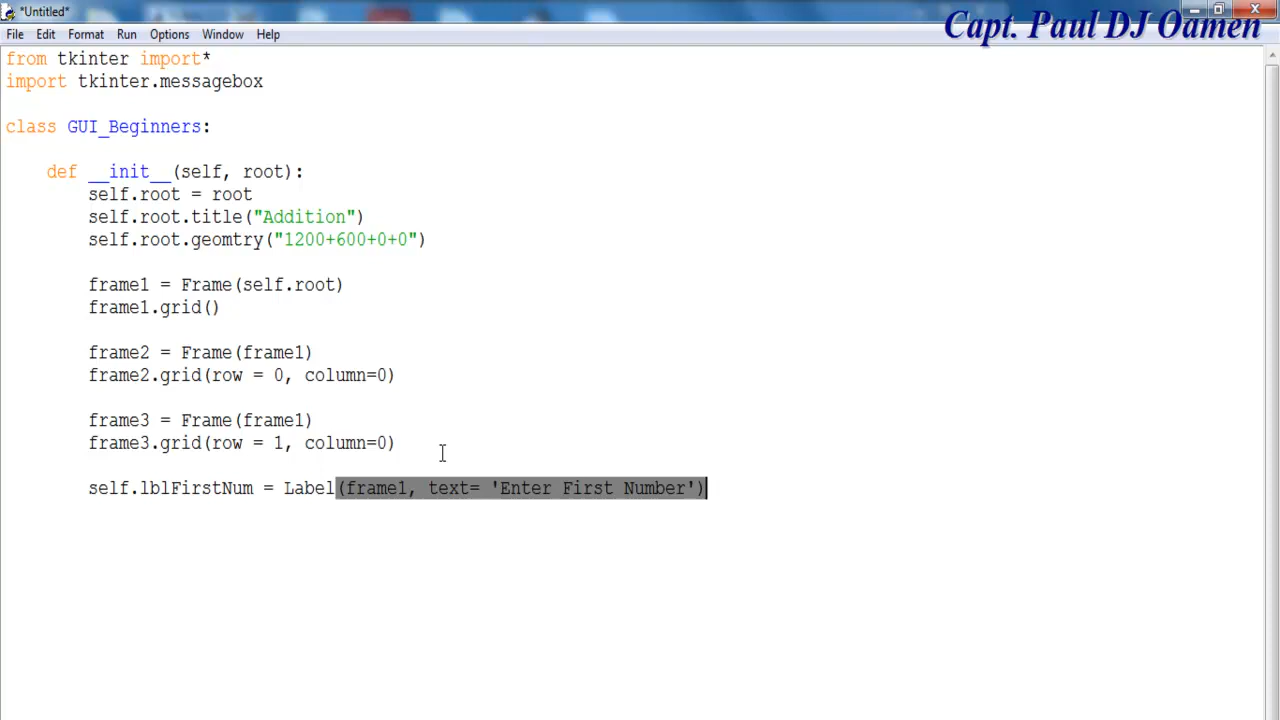 *Untitled*
Capt. Paul DJ Oamen
File Edit Format Run Options Window Help
from tkinter import*
import tkinter.messagebox
class GUI_Beginners:
    def __init__(self, root):
        self.root = root
        self.root.title("Addition")
        self.root.geomtry("1200+600+0+0")
        frame1 = Frame(self.root)
        frame1.grid()
        frame2 = Frame(frame1)
        frame2.grid(row = 0, column=0)
        frame3 = Frame(frame1)
        frame3.grid(row = 1, column=0)
        self.lblFirstNum = Label(frame1, text= 'Enter First Number')